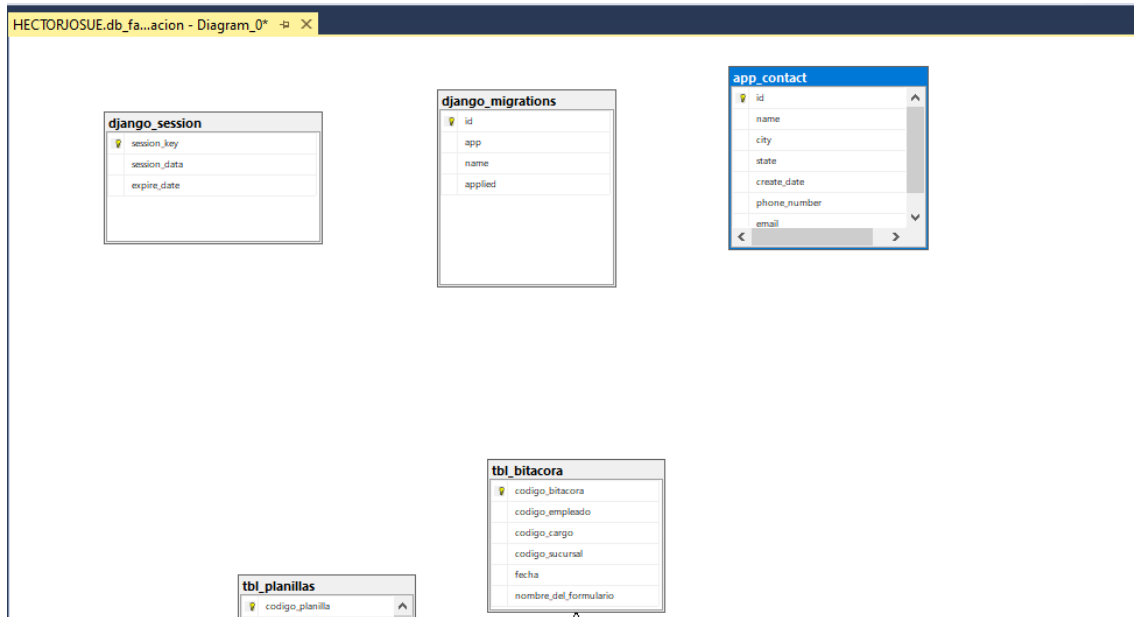 HECTORJOSUE.db_fa...acion - Diagram_0*
app_contact
id
name
city
state
create_date
phone_number
email
django_migrations
id
app
name
applied
django_session
session_key
session_data
expire_date
tbl_bitacora
codigo_bitacora
codigo_empleado
codigo_cargo
codigo_sucursal
fecha
nombre_del_formulario
tbl_planillas
codigo_planilla